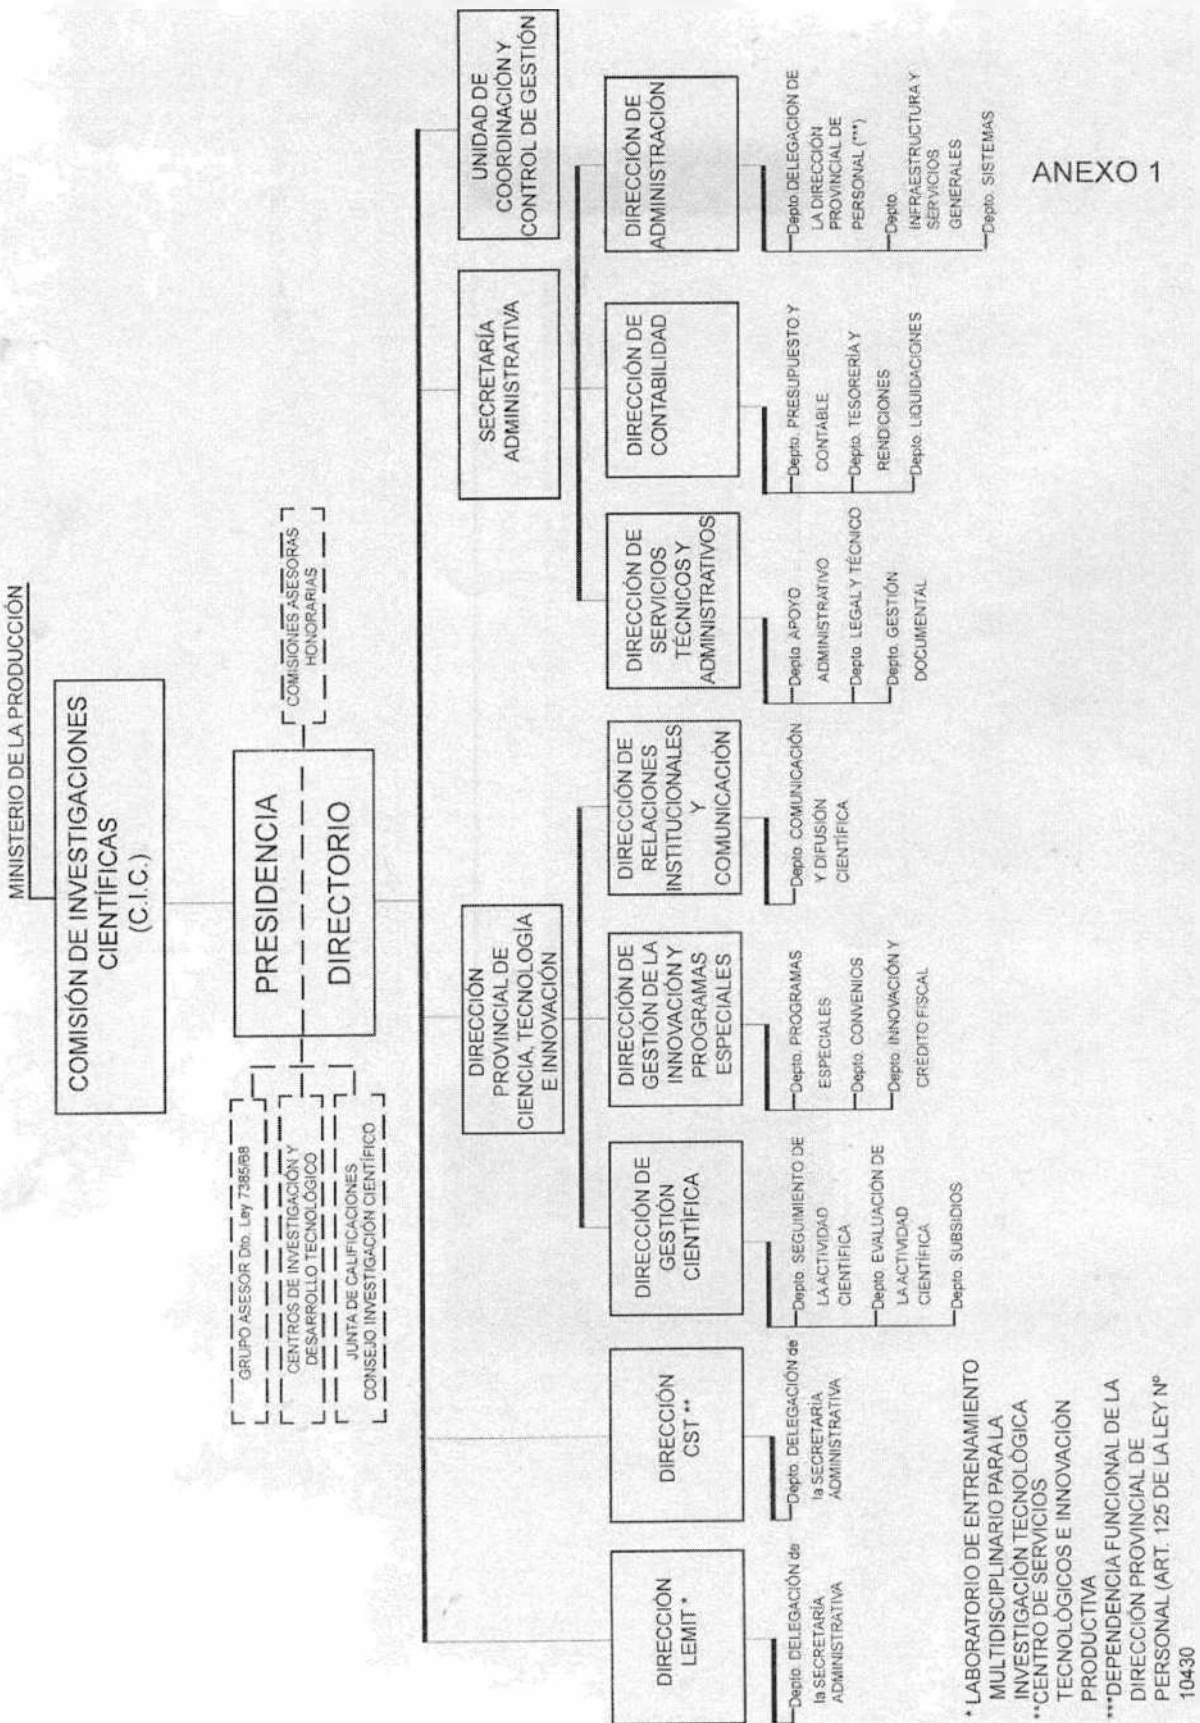 MINISTERIO DE LA PRODUCCIÓN
COMISIÓN DE INVESTIGACIONES
CIENTÍFICAS
(C.I.C.)
PRESIDENCIA
DIRECTORIO
COMISIONES ASESORAS
HONORARIAS
GRUPO ASESOR Dto. Ley 7385/68
CENTROS DE INVESTIGACIÓN Y
DESARROLLO TECNOLÓGICO
JUNTA DE CALIFICACIONES
CONSEJO INVESTIGACIÓN CIENTÍFICO
DIRECCIÓN
PROVINCIAL DE
CIENCIA, TECNOLOGÍA
E INNOVACIÓN
SECRETARÍA
ADMINISTRATIVA
UNIDAD DE
COORDINACIÓN Y
CONTROL DE GESTIÓN
DIRECCIÓN
LEMIT *
Depto. DELEGACIÓN de
la SECRETARÍA
ADMINISTRATIVA
DIRECCIÓN
CST **
Depto. DELEGACIÓN de
la SECRETARÍA
ADMINISTRATIVA
DIRECCIÓN DE
GESTIÓN
CIENTÍFICA
Depto. SEGUIMIENTO DE
LA ACTIVIDAD
CIENTÍFICA
Depto. EVALUACIÓN DE
LA ACTIVIDAD
CIENTÍFICA
Depto. SUBSIDIOS
DIRECCIÓN DE
GESTIÓN DE LA
INNOVACIÓN Y
PROGRAMAS
ESPECIALES
Depto. PROGRAMAS
ESPECIALES
Depto. CONVENIOS
Depto. INNOVACIÓN Y
CRÉDITO FISCAL
DIRECCIÓN DE
RELACIONES
INSTITUCIONALES
Y
COMUNICACIÓN
Depto. COMUNICACIÓN
Y DIFUSIÓN
CIENTÍFICA
DIRECCIÓN DE
SERVICIOS
TÉCNICOS Y
ADMINISTRATIVOS
Depto. APOYO
ADMINISTRATIVO
Depto. LEGAL Y TÉCNICO
Depto. GESTIÓN
DOCUMENTAL
DIRECCIÓN DE
CONTABILIDAD
Depto. PRESUPUESTO Y
CONTABLE
Depto. TESORERÍA Y
RENDICIONES
Depto. LIQUIDACIONES
DIRECCIÓN DE
ADMINISTRACIÓN
Depto DELEGACION DE
LA DIRECCIÓN
PROVINCIAL DE
PERSONAL (***)
Depto.
INFRAESTRUCTURA Y
SERVICIOS
GENERALES
Depto. SISTEMAS
* LABORATORIO DE ENTRENAMIENTO
MULTIDISCIPLINARIO PARA LA
INVESTIGACIÓN TECNOLÓGICA
**CENTRO DE SERVICIOS
TECNOLÓGICOS E INNOVACIÓN
PRODUCTIVA
***DEPENDENCIA FUNCIONAL DE LA
DIRECCIÓN PROVINCIAL DE
PERSONAL (ART. 125 DE LA LEY Nº
10430
ANEXO 1